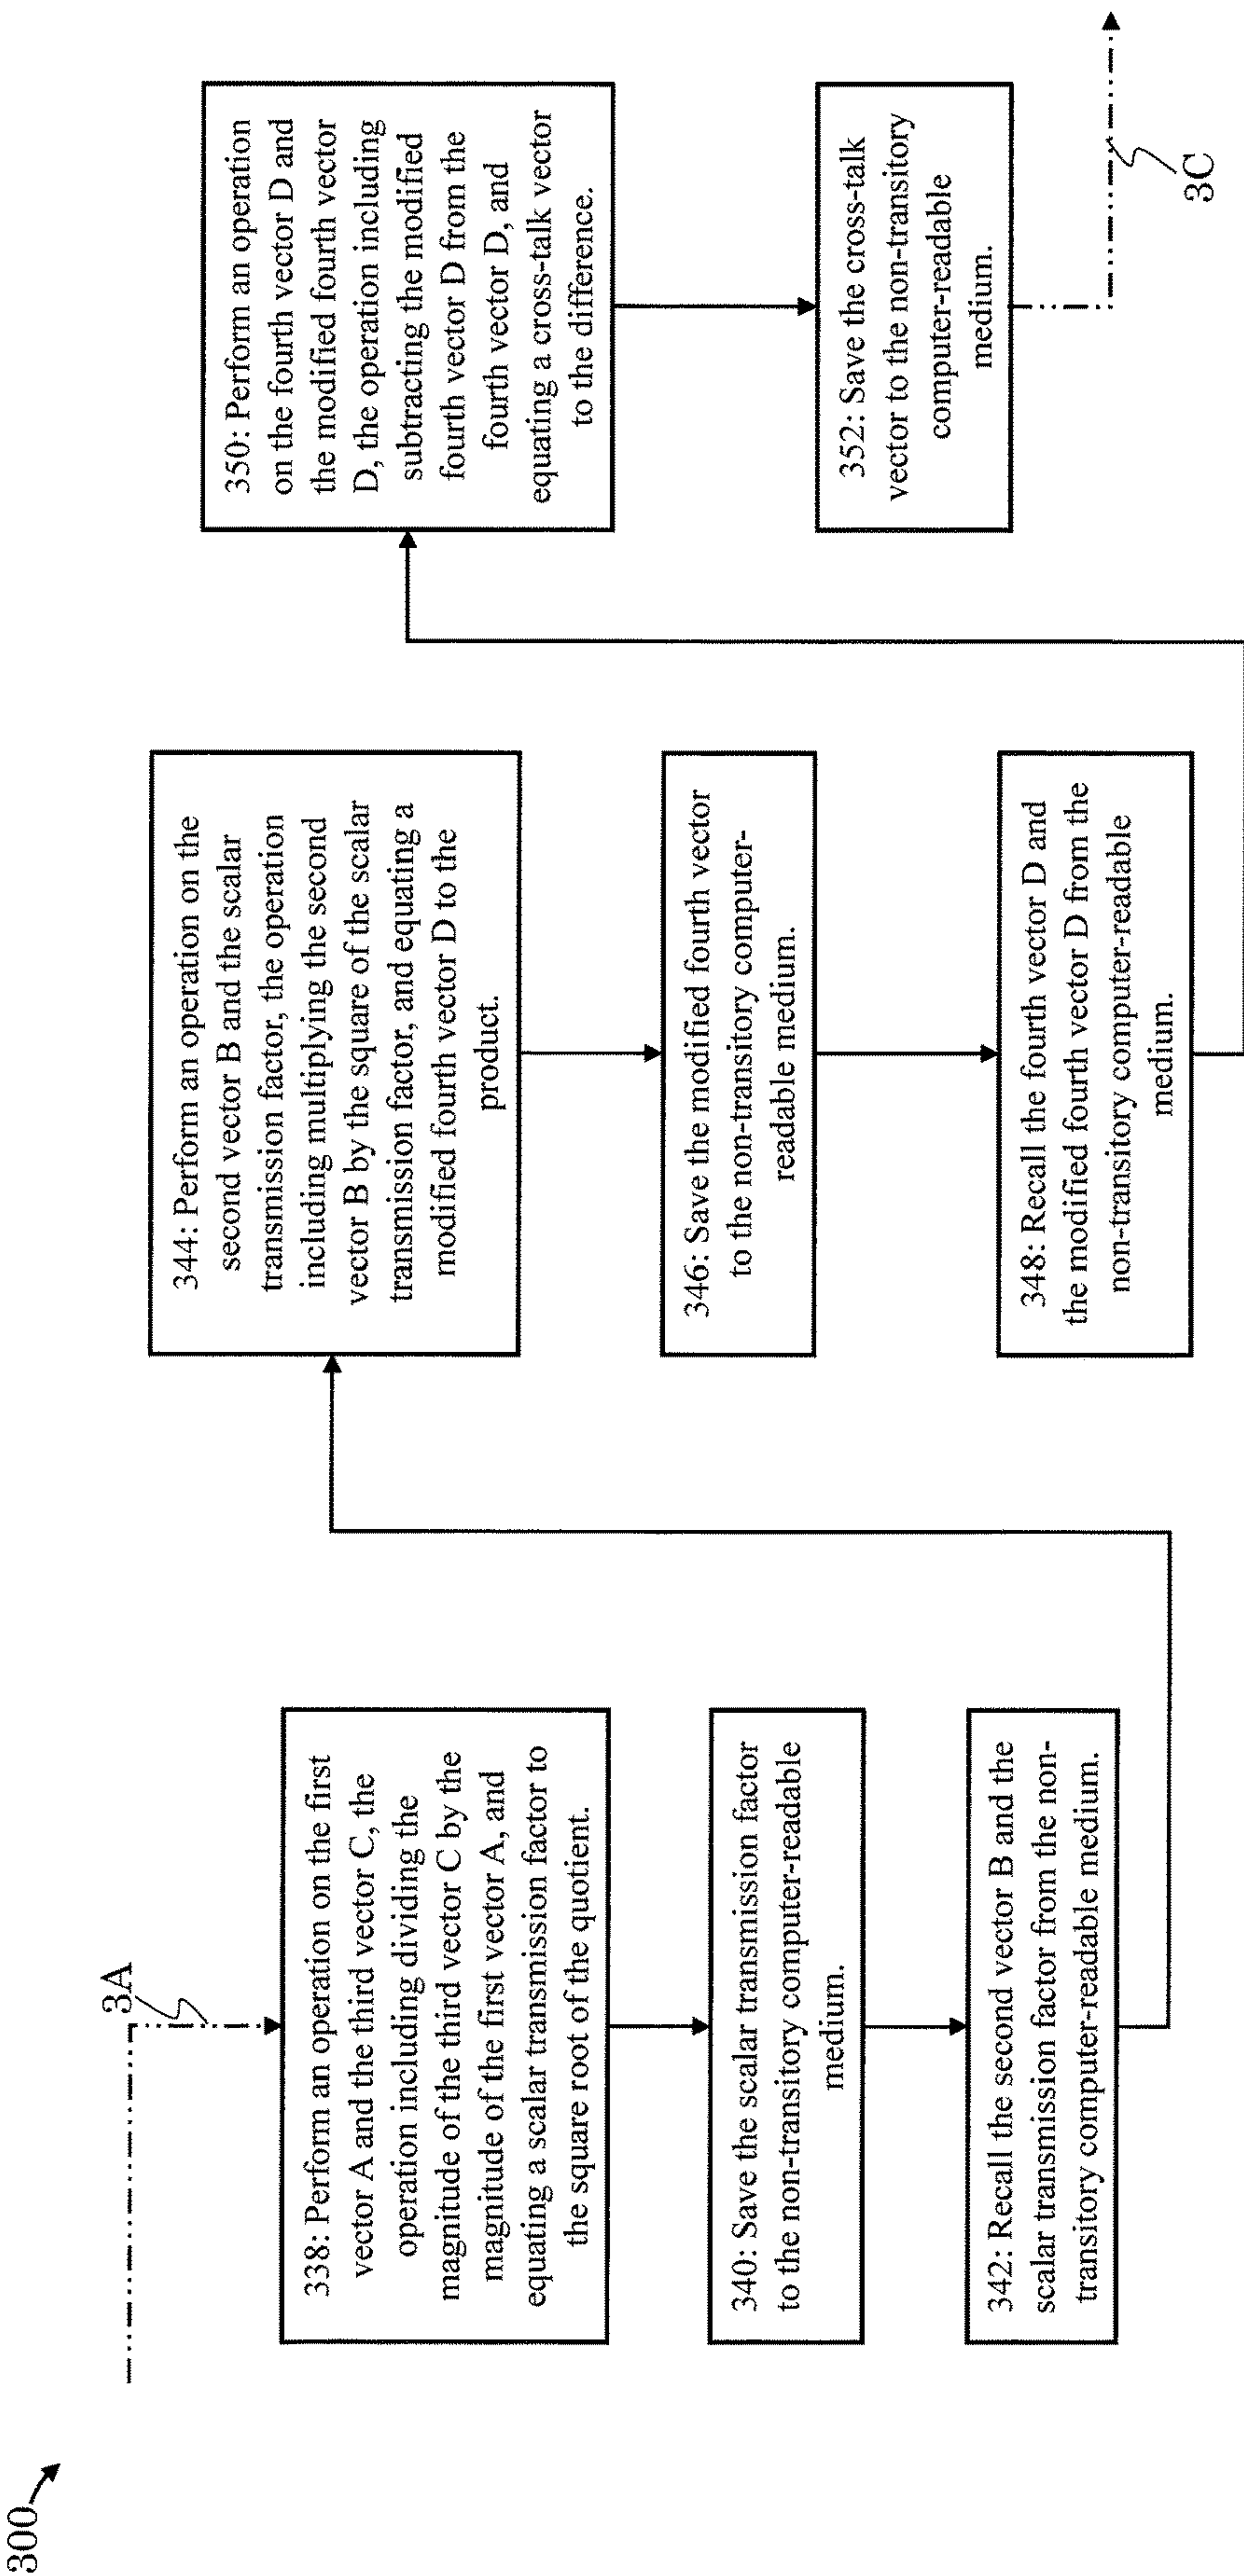 300
3A
338: Perform an operation on the first
vector A and the third vector C, the
operation including dividing the
magnitude of the third vector C by the
magnitude of the first vector A, and
equating a scalar transmission factor to
the square root of the quotient.
340: Save the scalar transmission factor
to the non-transitory computer-readable
medium.
342: Recall the second vector B and the
scalar transmission factor from the non-
transitory computer-readable medium.
344: Perform an operation on the
second vector B and the scalar
transmission factor, the operation
including multiplying the second
vector B by the square of the scalar
transmission factor, and equating a
modified fourth vector D to the
product.
346: Save the modified fourth vector
to the non-transitory computer-
readable medium.
348: Recall the fourth vector D and
the modified fourth vector D from the
non-transitory computer-readable
medium.
350: Perform an operation
on the fourth vector D and
the modified fourth vector
D, the operation including
subtracting the modified
fourth vector D from the
fourth vector D, and
equating a cross-talk vector
to the difference.
352: Save the cross-talk
vector to the non-transitory
computer-readable
medium.
3C